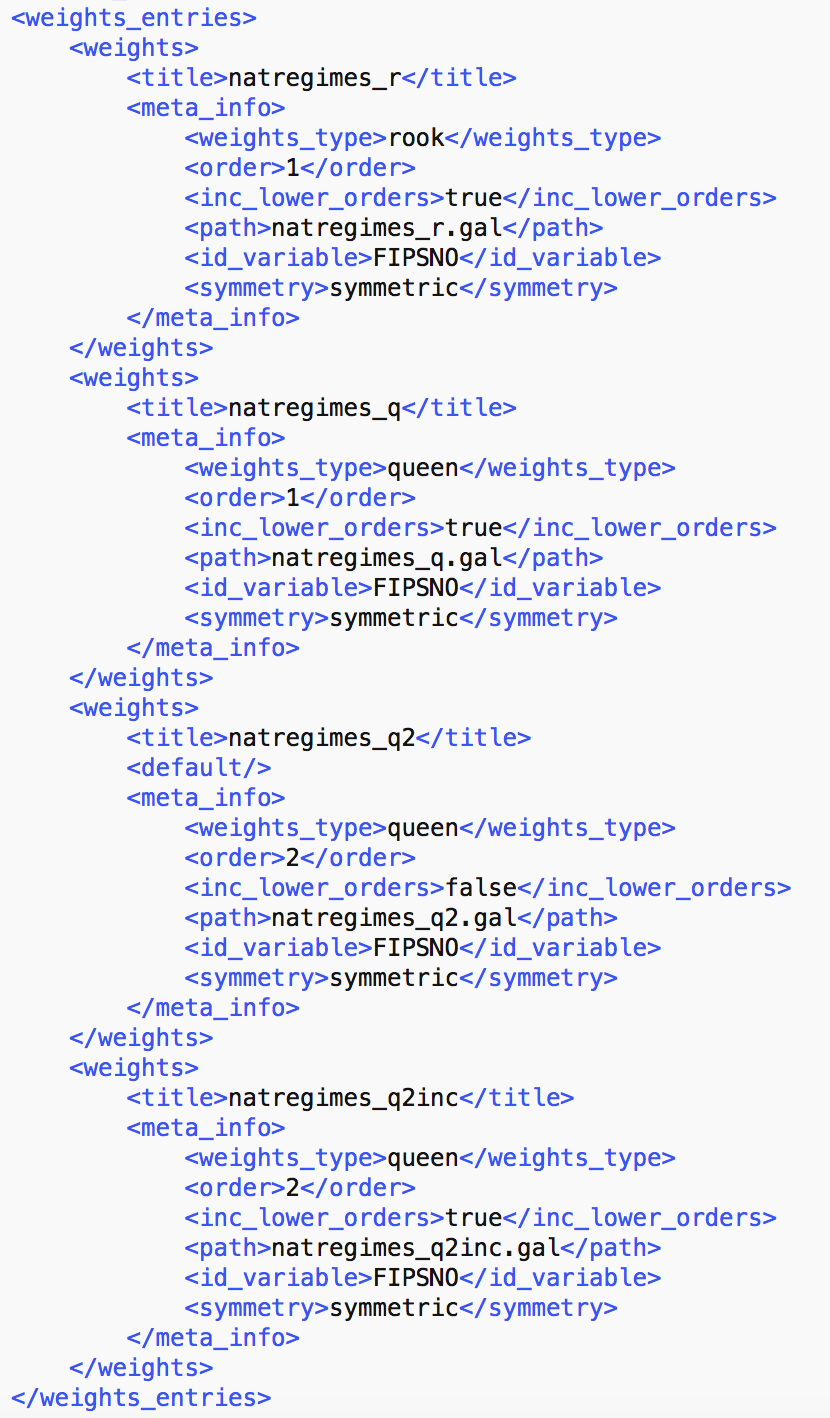 <weights_entries>
    <weights>
        <title>natregimes_r</title>
        <meta_info>
            <weights_type>rook</weights_type>
            <order>1</order>
            <inc_lower_orders>true</inc_lower_orders>
            <path>natregimes_r.gal</path>
            <id_variable>FIPSNO</id_variable>
            <symmetry>symmetric</symmetry>
        </meta_info>
    </weights>
    <weights>
        <title>natregimes_q</title>
        <meta_info>
            <weights_type>queen</weights_type>
            <order>1</order>
            <inc_lower_orders>true</inc_lower_orders>
            <path>natregimes_q.gal</path>
            <id_variable>FIPSNO</id_variable>
            <symmetry>symmetric</symmetry>
        </meta_info>
    </weights>
    <weights>
        <title>natregimes_q2</title>
        <default/>
        <meta_info>
            <weights_type>queen</weights_type>
            <order>2</order>
            <inc_lower_orders>false</inc_lower_orders>
            <path>natregimes_q2.gal</path>
            <id_variable>FIPSNO</id_variable>
            <symmetry>symmetric</symmetry>
        </meta_info>
    </weights>
    <weights>
        <title>natregimes_q2inc</title>
        <meta_info>
            <weights_type>queen</weights_type>
            <order>2</order>
            <inc_lower_orders>true</inc_lower_orders>
            <path>natregimes_q2inc.gal</path>
            <id_variable>FIPSNO</id_variable>
            <symmetry>symmetric</symmetry>
        </meta_info>
    </weights>
</weights_entries>